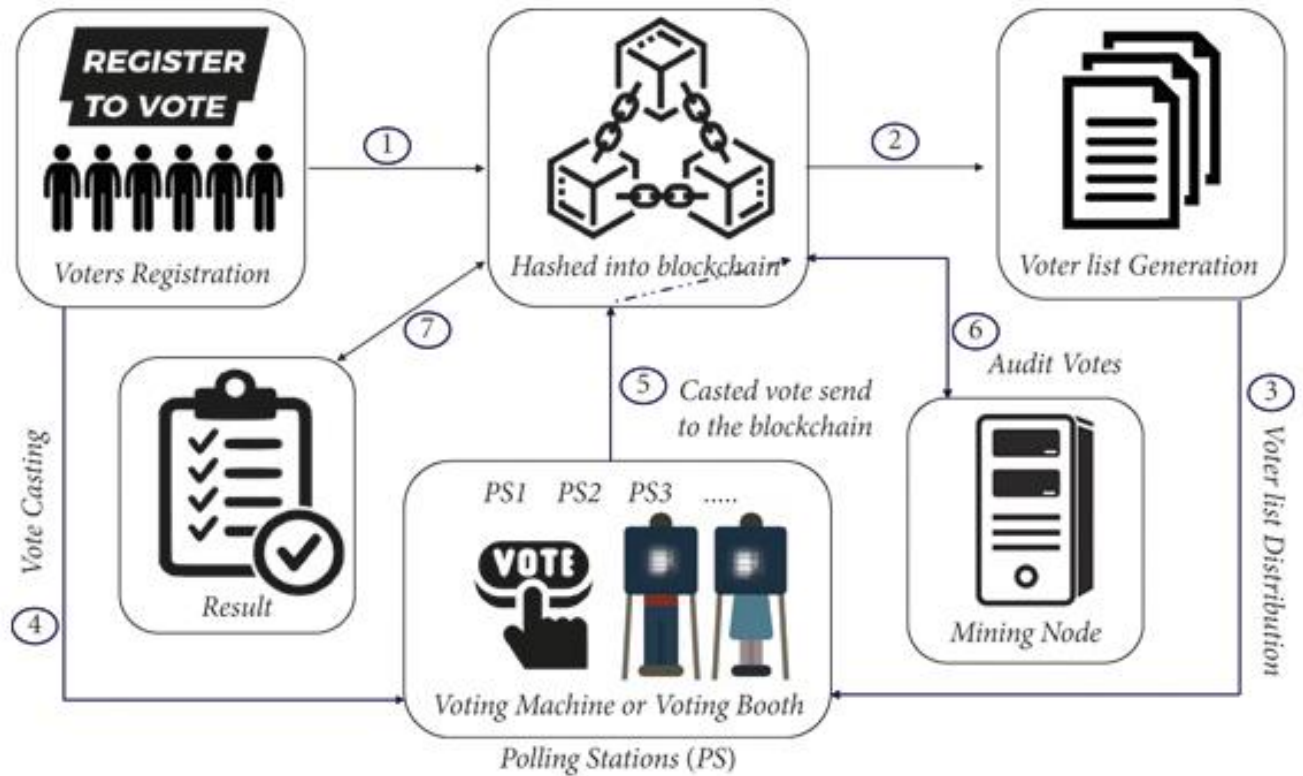 REGISTER
TO VOTE
Voters Registration
1
Hashed into blockchain
2
Voter list Generation
7
6
Audit Votes
5
Casted vote send
to the blockchain
3
Voter list Distribution
Vote Casting
4
Result
PS1 PS2 PS3 .....
VOTE
Voting Machine or Voting Booth
Mining Node
Polling Stations (PS)